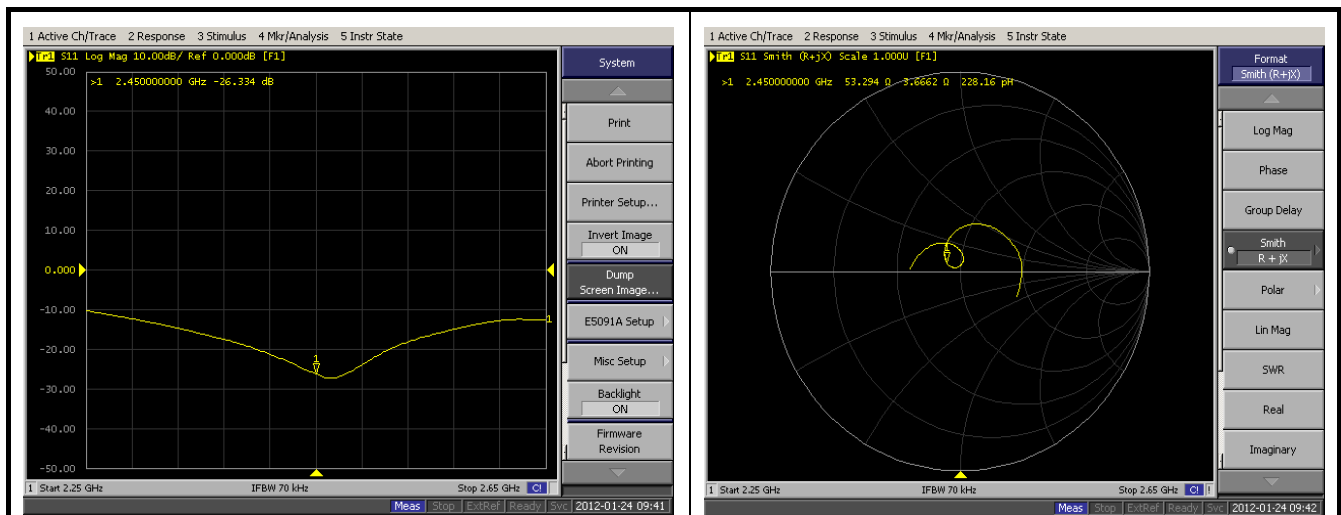 1 Active Ch/Trace 2 Response 3 Stimulus 4 Mkr/Analysis 5 Instr State
Tr1 S11 Log Mag 10.00dB/ Ref 0.000dB [F1]
>1 2.450000000 GHz -26.334 dB
50.00
40.00
30.00
20.00
10.00
0.000
-10.00
-20.00
-30.00
-40.00
-50.00
1
1
System
Print
Abort Printing
Printer Setup...
Invert Image
ON
Dump
Screen Image...
E5091A Setup
Misc Setup
Backlight
ON
Firmware
Revision
1 Start 2.25 GHz IFBW 70 kHz Stop 2.65 GHz C!
Meas Stop ExtRef Ready Svc 2012-01-24 09:41
1 Active Ch/Trace 2 Response 3 Stimulus 4 Mkr/Analysis 5 Instr State
Tr1 S11 Smith (R+jX) Scale 1.000U [F1]
>1 2.450000000 GHz 53.294 Ω 3.6662 Ω 228.16 pH
Format
Smith (R+jX)
Log Mag
Phase
Group Delay
Smith
R + jX
Polar
Lin Mag
SWR
Real
Imaginary
1 Start 2.25 GHz IFBW 70 kHz Stop 2.65 GHz C! !
Meas Stop ExtRef Ready Svc 2012-01-24 09:42